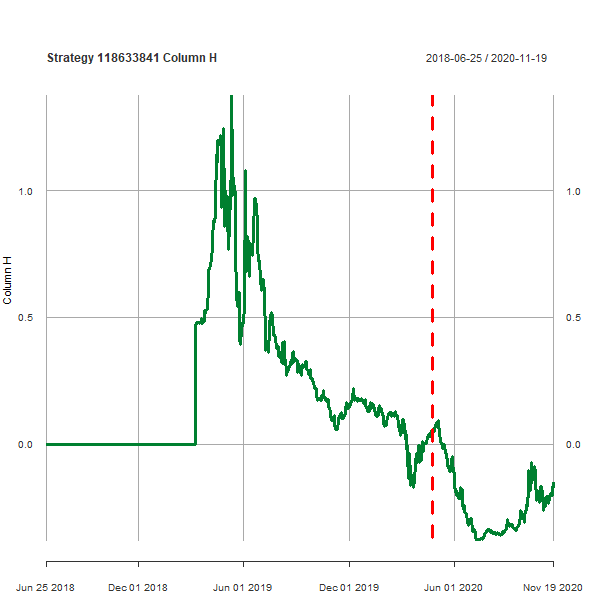 Strategy 118633841 Column H
2018-06-25 / 2020-11-19
1.0
1.0
Column H
0.5
0.5
0.0
0.0
Jun 25 2018
Dec 01 2018
Jun 01 2019
Dec 01 2019
Jun 01 2020
Nov 19 2020